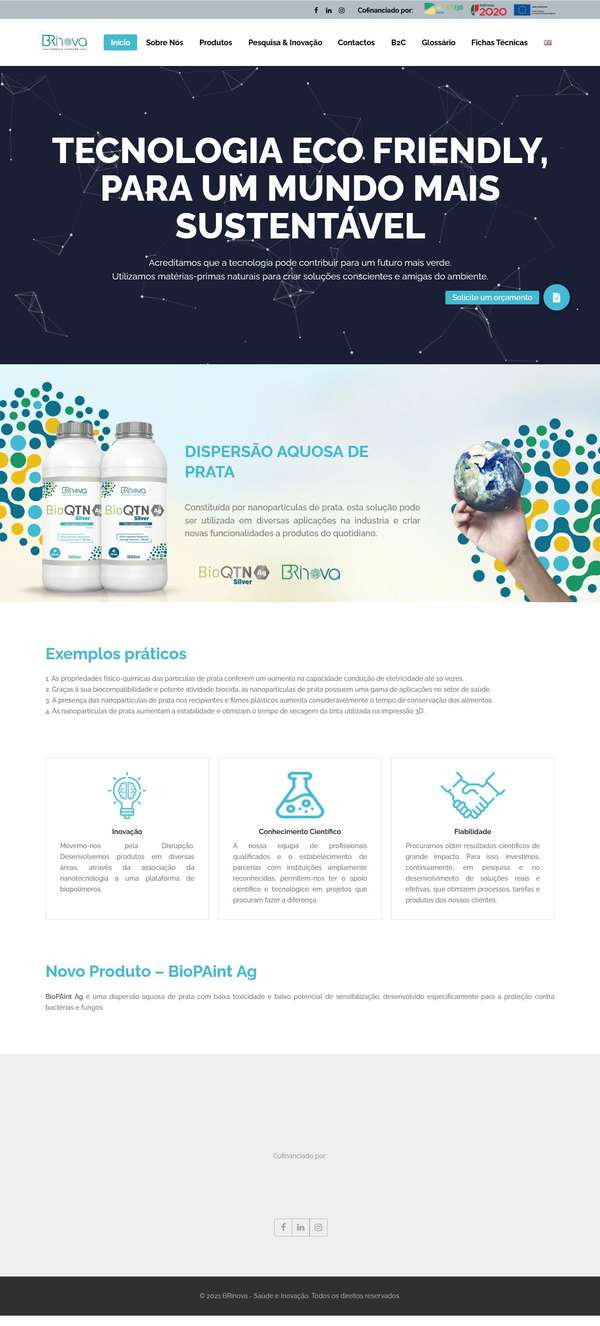 Cofinanciado por:
2020
BRinova
Início Sobre Nós Produtos Pesquisa & Inovação Contactos B2C Glossário Fichas Técnicas
TECNOLOGIA ECO FRIENDLY,
PARA UM MUNDO MAIS
SUSTENTÁVEL
Acreditamos que a tecnologia pode contribuir para um futuro mais verde.
Utilizamos matérias-primas naturais para criar soluções conscientes e amigas do ambiente.
Solicite um orçamento
BRinova BRinova
BioQTN Ag BioQTN Ag
Silver Silver
DISPERSÃO AQUOSA DE
PRATA
Constituída por nanopartículas de prata, esta solução pode
ser utilizada em diversas aplicações na indústria e criar
novas funcionalidades a produtos do quotidiano.
BioQTN Ag BRinova
Silver
Exemplos práticos
1. As propriedades físico-químicas das partículas de prata conferem um aumento na capacidade condução de eletricidade até 10 vezes.
2. Graças à sua biocompatibilidade e potente atividade biocida, as nanopartículas de prata possuem uma gama de aplicações no setor de saúde.
3. A presença das nanopartículas de prata nos recipientes e filmes plásticos aumenta consideravelmente o tempo de conservação dos alimentos.
4. As nanopartículas de prata aumentam a estabilidade e otimizam o tempo de secagem da tinta utilizada na impressão 3D.
Inovação
Movemo-nos pela Disrupção.
Desenvolvemos produtos em diversas
áreas, através da associação da
nanotecnologia a uma plataforma de
biopolímeros.
Conhecimento Científico
A nossa equipa de profissionais
qualificados e o estabelecimento de
parcerias com instituições amplamente
reconhecidas, permitem-nos ter o apoio
científico e tecnológico em projetos que
procuram fazer a diferença.
Fiabilidade
Procuramos obter resultados científicos de
grande impacto. Para isso, investimos,
continuamente, em pesquisa e no
desenvolvimento de soluções reais e
efetivas, que otimizem processos, tarefas e
produtos dos nossos clientes.
Novo Produto – BioPAint Ag
BioPAint Ag é uma dispersão aquosa de prata com baixa toxicidade e baixo potencial de sensibilização, desenvolvido especificamente para a proteção contra
bactérias e fungos.
Cofinanciado por:
© 2021 BRinova - Saúde e Inovação. Todos os direitos reservados.